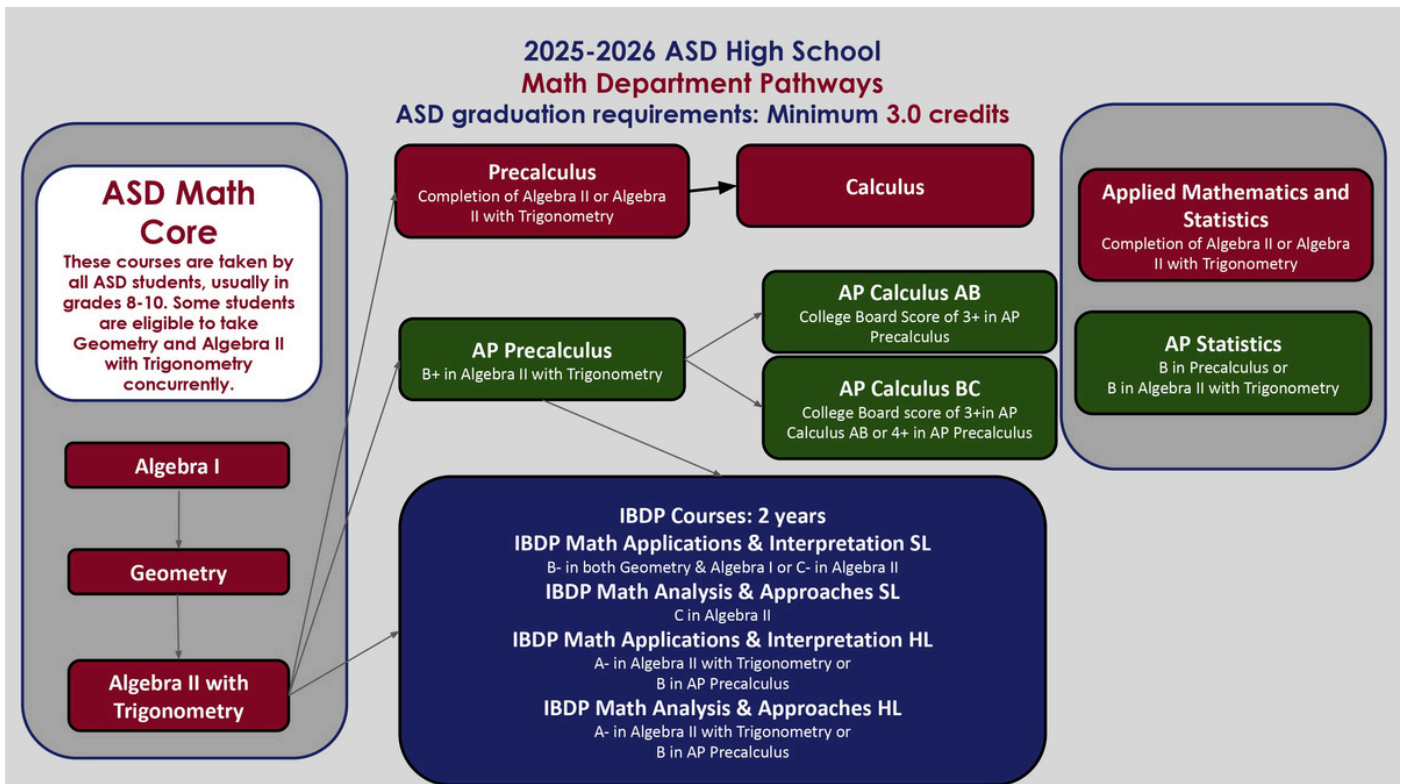 2025-2026 ASD High School
Math Department Pathways
ASD graduation requirements: Minimum 3.0 credits
ASD Math
Core
These courses are taken by
all ASD students, usually in
grades 8-10. Some students
are eligible to take
Geometry and Algebra II
with Trigonometry
concurrently.
Algebra I
Geometry
Algebra II with
Trigonometry
Precalculus
Completion of Algebra II or Algebra
II with Trigonometry
Calculus
AP Precalculus
B+ in Algebra II with Trigonometry
AP Calculus AB
College Board Score of 3+ in AP
Precalculus
AP Calculus BC
College Board score of 3+in AP
Calculus AB or 4+ in AP Precalculus
IBDP Courses: 2 years
IBDP Math Applications & Interpretation SL
B- in both Geometry & Algebra I or C- in Algebra II
IBDP Math Analysis & Approaches SL
C in Algebra II
IBDP Math Applications & Interpretation HL
A- in Algebra II with Trigonometry or
B in AP Precalculus
IBDP Math Analysis & Approaches HL
A- in Algebra II with Trigonometry or
B in AP Precalculus
Applied Mathematics and
Statistics
Completion of Algebra II or Algebra
II with Trigonometry
AP Statistics
B in Precalculus or
B in Algebra II with Trigonometry